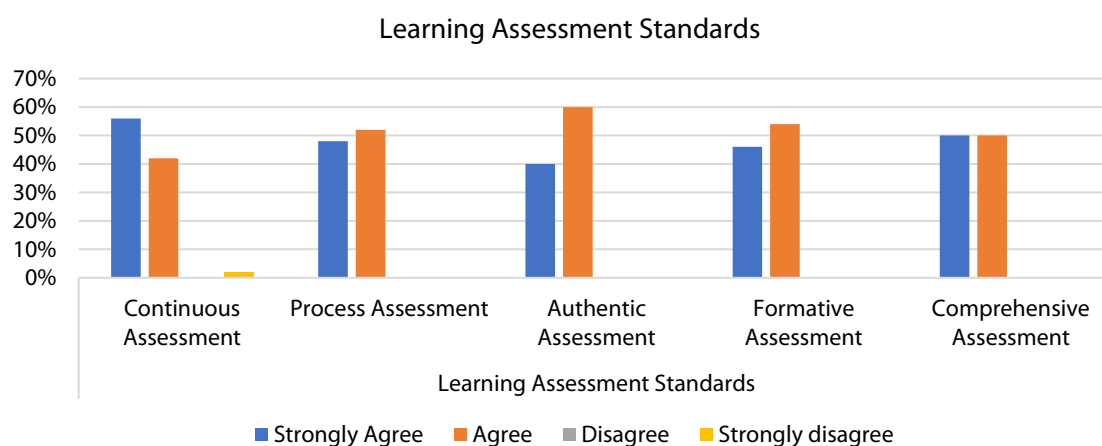 Learning Assessment Standards
70%
60%
50%
40%
30%
20%
10%
0%
Continuous Assessment
Process Assessment
Authentic Assessment
Formative Assessment
Comprehensive Assessment
Learning Assessment Standards
Strongly Agree
Agree
Disagree
Strongly disagree